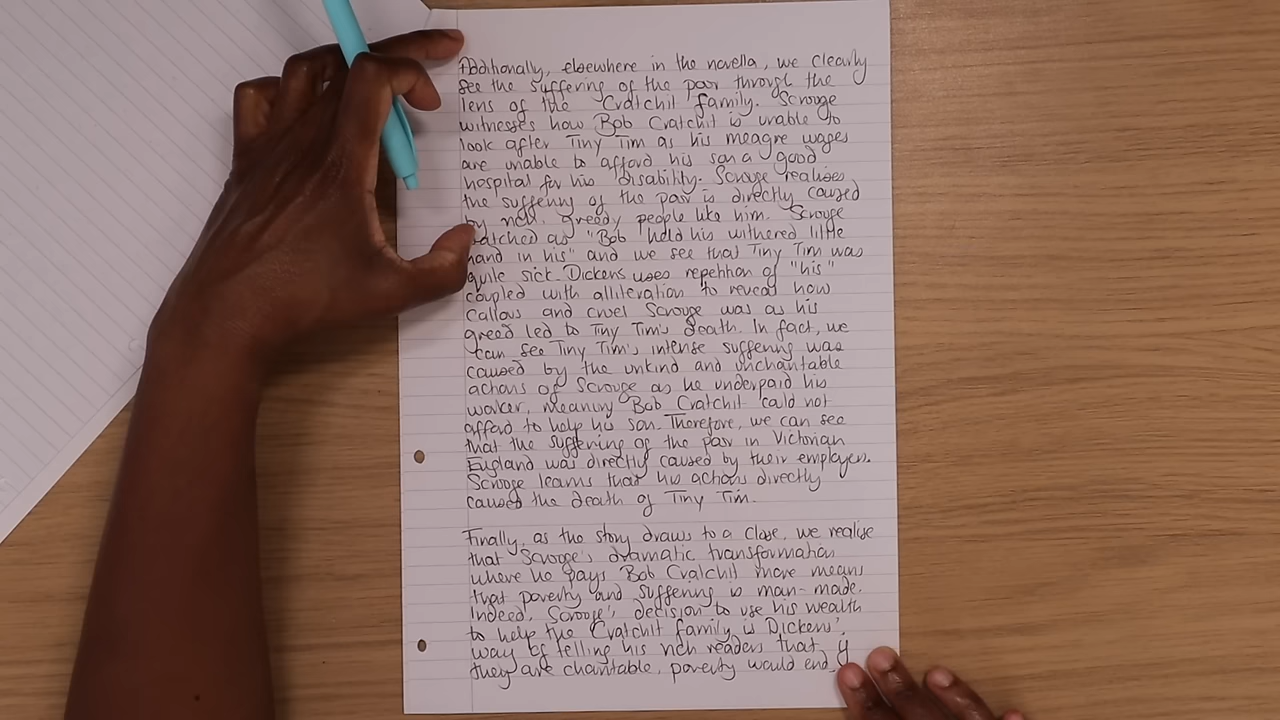 Additionally, elsewhere in the novella, we clearly
see the suffering of the poor through the
lens of the Cratchit family. Scrooge
witnesses how Bob Cratchit is unable to
look after Tiny Tim as his meagre wages
are unable to afford his son a good
hospital for his disability. Scrooge realises
the suffering of the poor is directly caused
by rich, greedy people like him. Scrooge
watched as "Bob held his withered little
hand in his" and we see that Tiny Tim was
quite sick. Dickens uses repetition of "his"
coupled with alliteration to reveal how
callous and cruel Scrooge was as his
greed led to Tiny Tim's death. In fact, we
can see Tiny Tim's intense suffering was
caused by the unkind and uncharitable
actions of Scrooge as he underpaid his
worker, meaning Bob Cratchit could not
afford to help his son. Therefore, we can see
that the suffering of the poor in Victorian
England was directly caused by their employers.
Scrooge learns that his actions directly
caused the death of Tiny Tim.
Finally, as the story draws to a close, we realise
that Scrooge's dramatic transformation
where he pays Bob Cratchit more means
that poverty and suffering is man-made.
Indeed, Scrooge's decision to use his wealth
to help the Cratchit family is Dickens'
way of telling his rich readers that if
they are charitable, poverty would end.